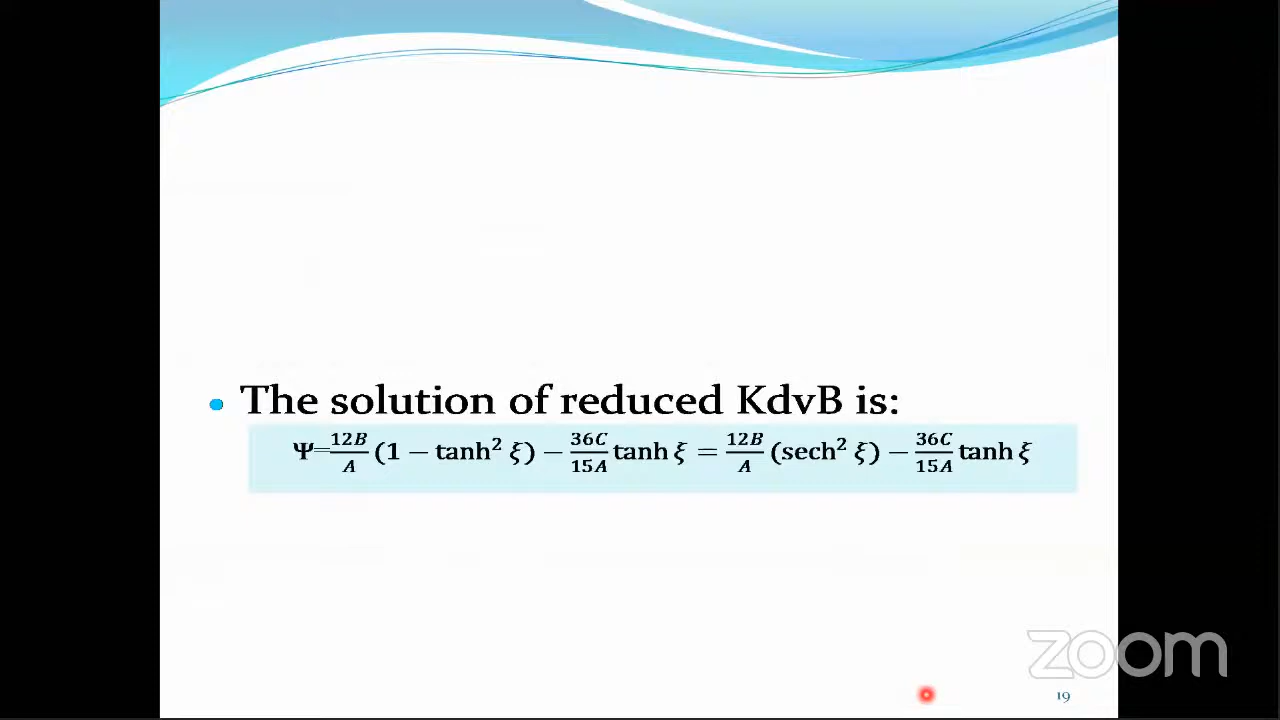 The solution of reduced KdvB is:
Ψ=12B/A (1 − tanh² ξ) − 36C/15A tanh ξ = 12B/A (sech² ξ) − 36C/15A tanh ξ
zoom
19